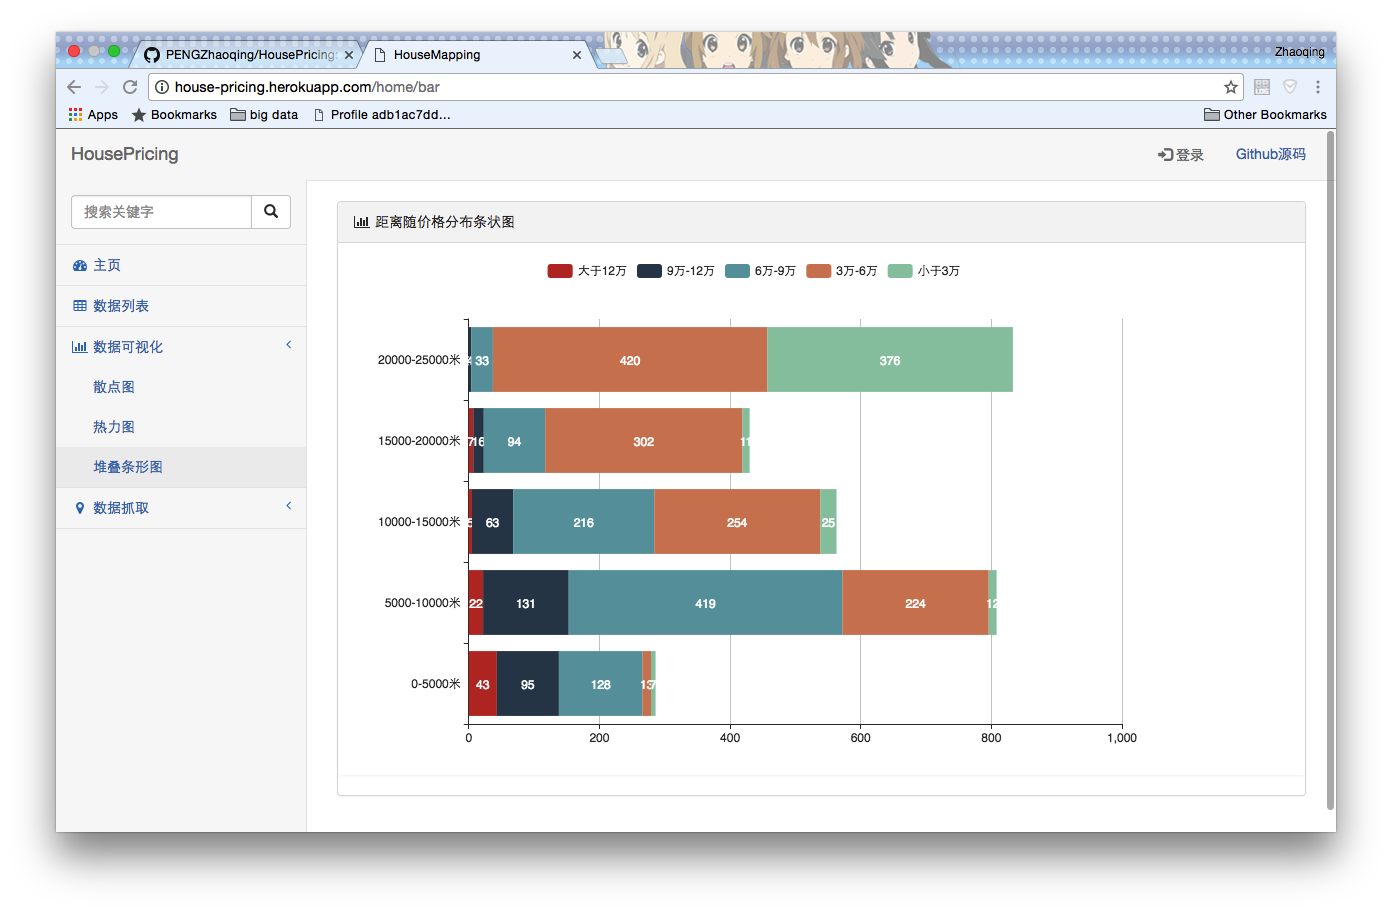 PENGZhaoqing/HousePricing
HouseMapping
Zhaoqing
house-pricing.herokuapp.com/home/bar
Apps
Bookmarks
big data
Profile adb1ac7dd...
Other Bookmarks
HousePricing
登录
Github源码
搜索关键字
主页
数据列表
数据可视化
散点图
热力图
堆叠条形图
数据抓取
距离随价格分布条状图
大于12万 9万-12万 6万-9万 3万-6万 小于3万
20000-25000米 4 33 420 376
15000-20000米 7 16 94 302 11
10000-15000米 5 63 216 254 25
5000-10000米 22 131 419 224 12
0-5000米 43 95 128 13 7
0 200 400 600 800 1,000